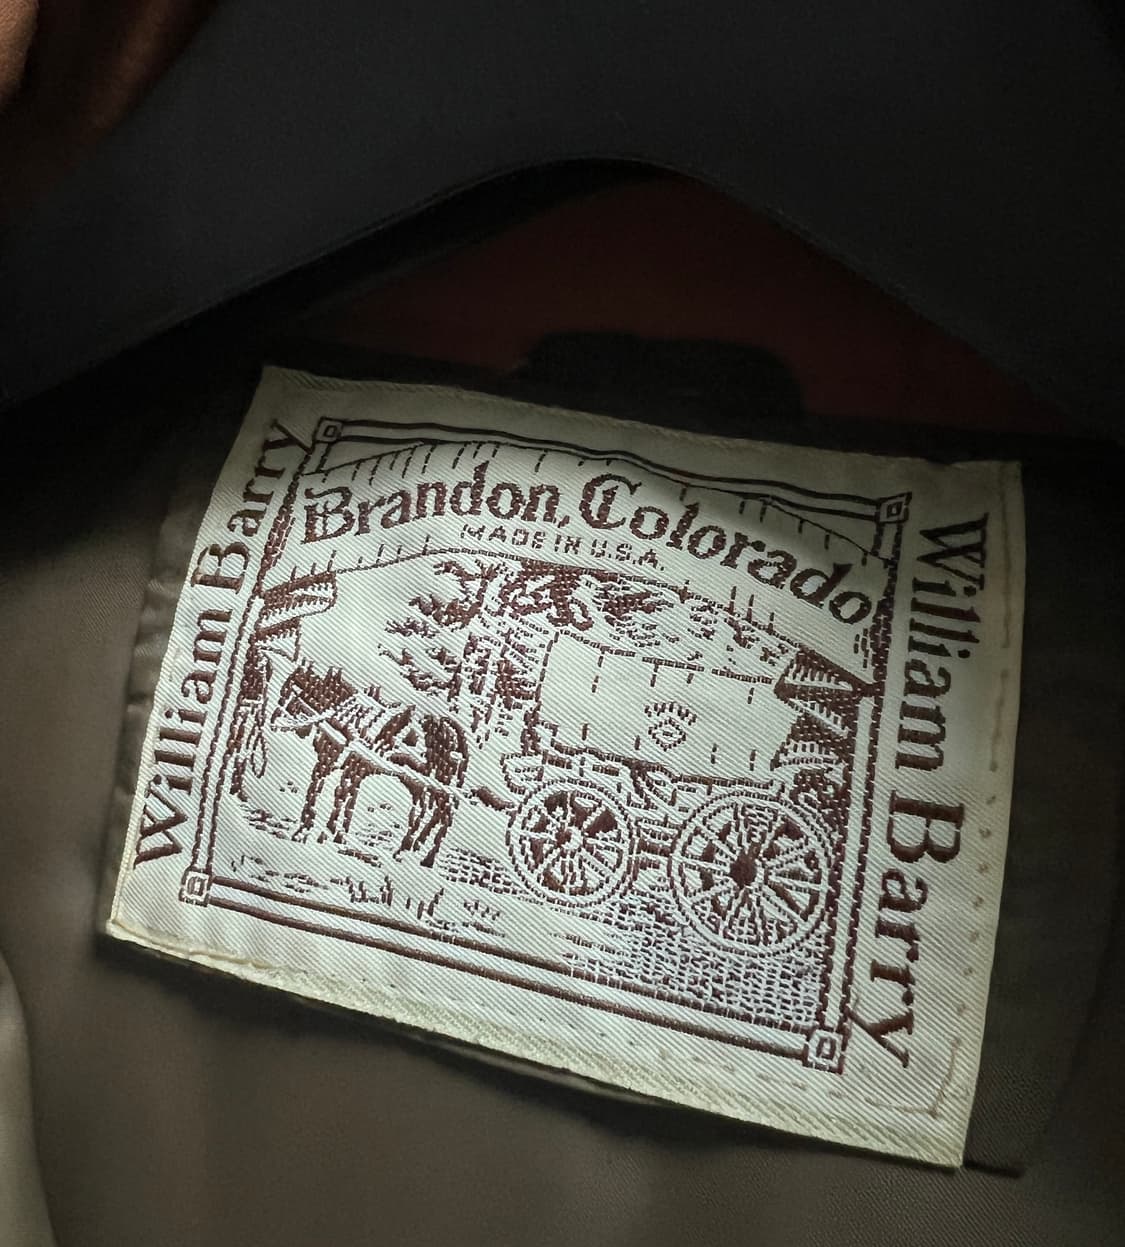 William Barry
Brandon, Colorado
MADE IN U.S.A.
William Barry